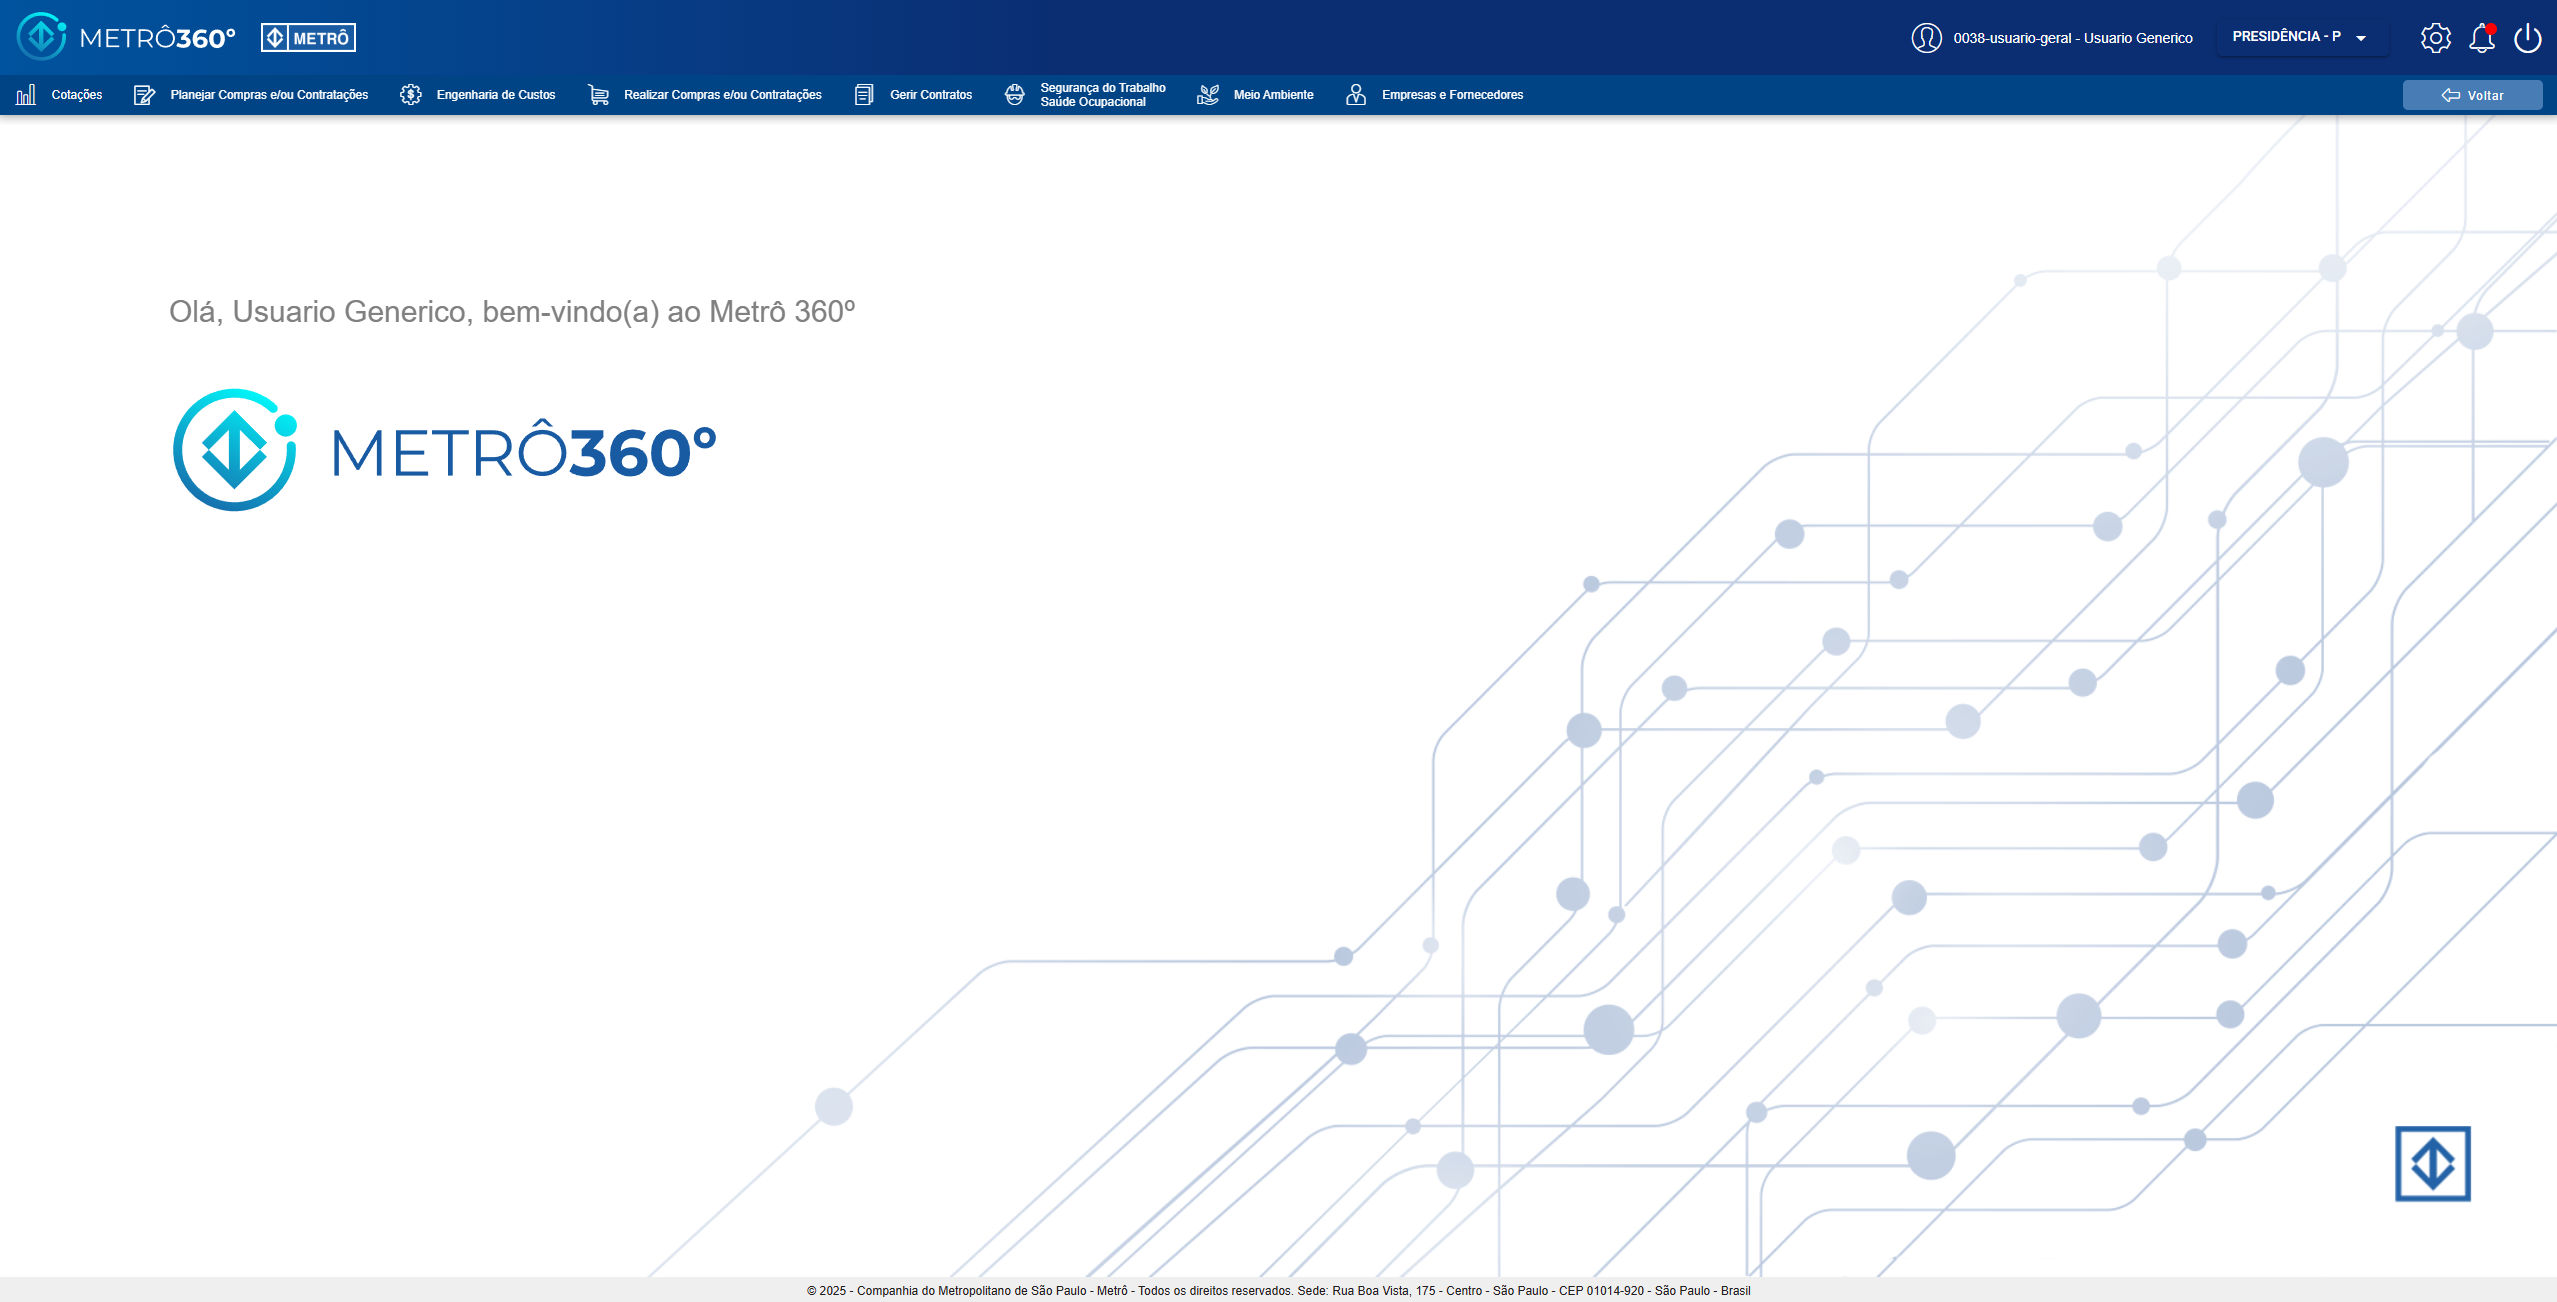 METRÔ360º
METRÔ
0038-usuario-geral - Usuario Generico
PRESIDÊNCIA - P
Cotações
Planejar Compras e/ou Contratações
Engenharia de Custos
Realizar Compras e/ou Contratações
Gerir Contratos
Segurança do Trabalho
Saúde Ocupacional
Meio Ambiente
Empresas e Fornecedores
Voltar
Olá, Usuario Generico, bem-vindo(a) ao Metrô 360º
METRÔ360º
© 2025 - Companhia do Metropolitano de São Paulo - Metrô - Todos os direitos reservados. Sede: Rua Boa Vista, 175 - Centro - São Paulo - CEP 01014-920 - São Paulo - Brasil